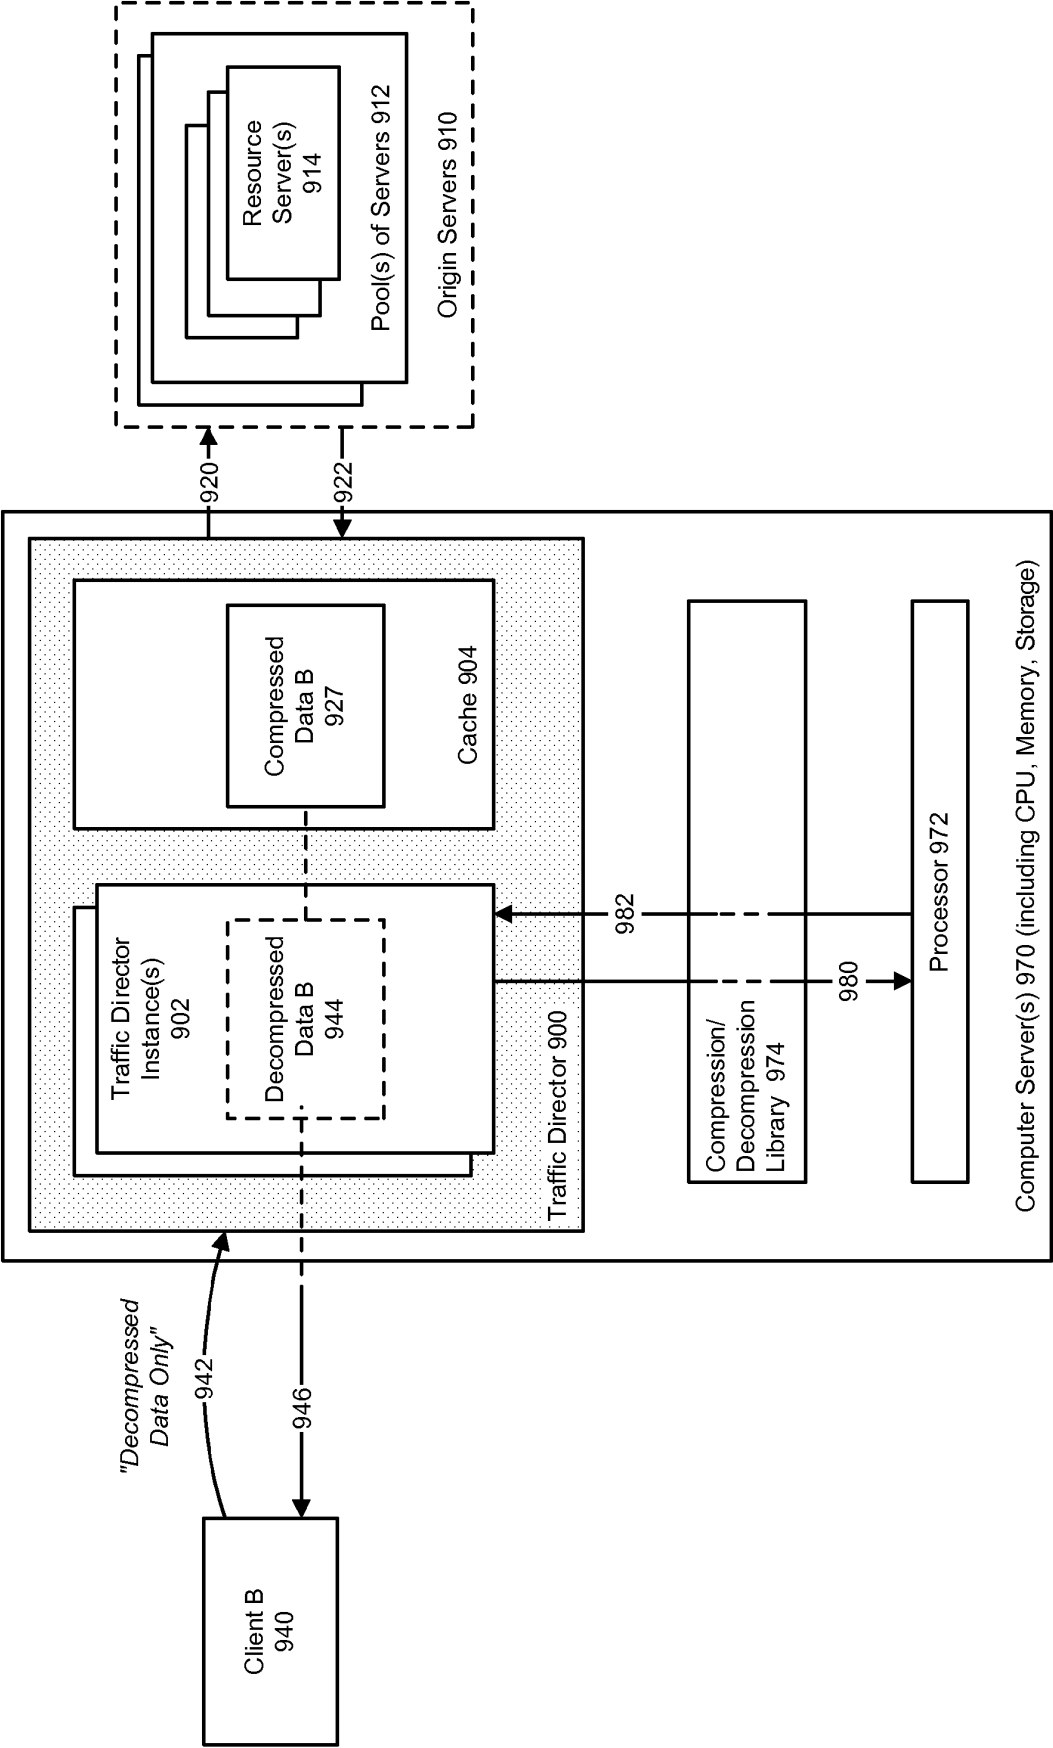 "Decompressed
Data Only"
942
946
Client B
940
Traffic Director
Instance(s)
902
Decompressed
Data B
944
Compressed
Data B
927
Cache 904
Traffic Director 900
920
922
Resource
Server(s)
914
Pool(s) of Servers 912
Origin Servers 910
982
980
Compression/
Decompression
Library 974
Processor 972
Computer Server(s) 970 (including CPU, Memory, Storage)